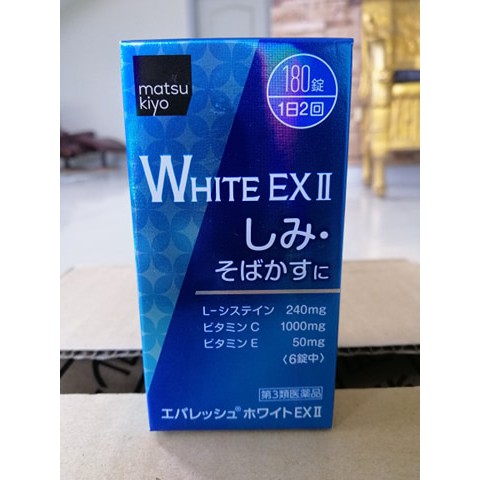 matsu
kiyo
180錠
1日2回
WHITE EX II
しみ・
そばかすに
L-システイン 240mg
ビタミン C 1000mg
ビタミン E 50mg
〈6錠中〉
第3類医薬品
エバレッシュ® ホワイトEX II